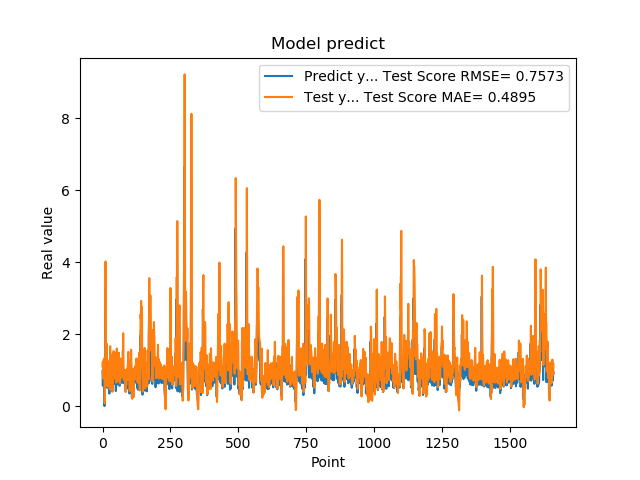 Model predict
Predict y... Test Score RMSE= 0.7573
Test y... Test Score MAE= 0.4895
Real value
8
6
4
2
0
0 250 500 750 1000 1250 1500
Point